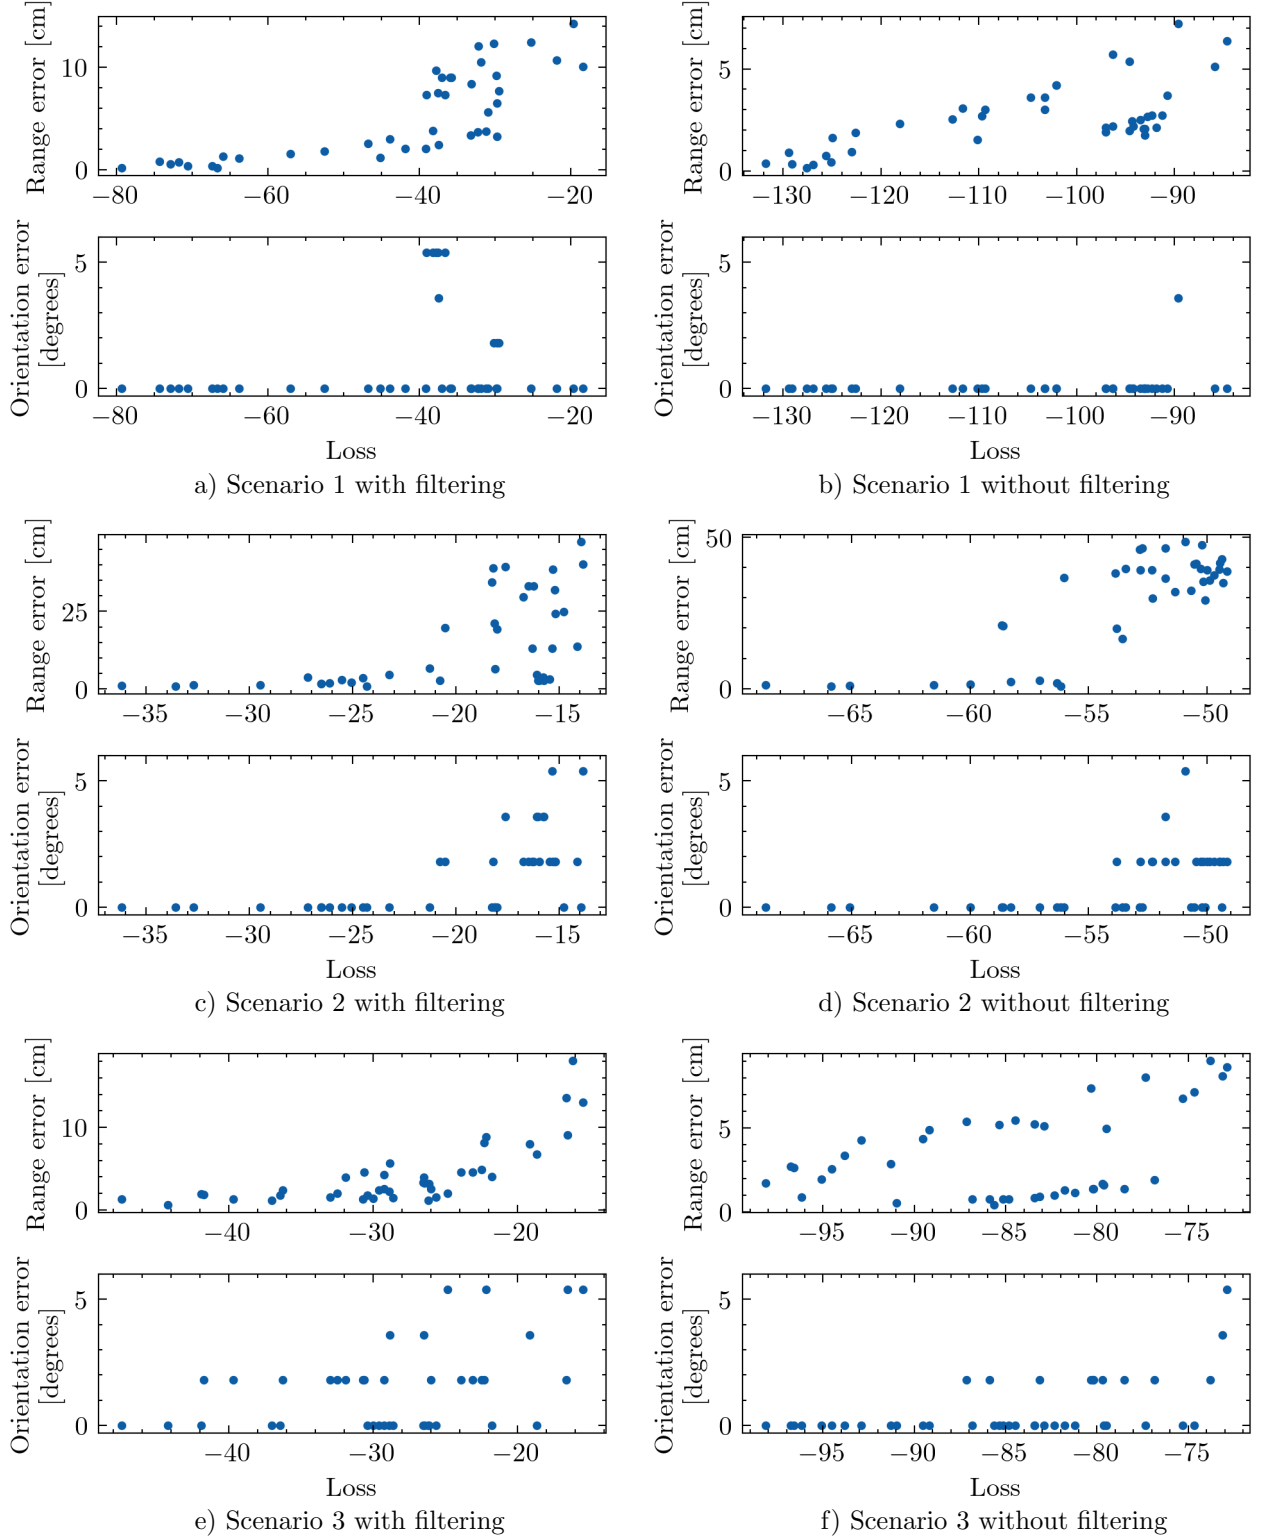 Range error [cm]
10
0
−80 −60 −40 −20
Orientation error
[degrees]
5
0
−80 −60 −40 −20
Loss
a) Scenario 1 with filtering
Range error [cm]
5
0
−130 −120 −110 −100 −90
Orientation error
[degrees]
5
0
−130 −120 −110 −100 −90
Loss
b) Scenario 1 without filtering
Range error [cm]
25
0
−35 −30 −25 −20 −15
Orientation error
[degrees]
5
0
−35 −30 −25 −20 −15
Loss
c) Scenario 2 with filtering
Range error [cm]
50
25
0
−65 −60 −55 −50
Orientation error
[degrees]
5
0
−65 −60 −55 −50
Loss
d) Scenario 2 without filtering
Range error [cm]
10
0
−40 −30 −20
Orientation error
[degrees]
5
0
−40 −30 −20
Loss
e) Scenario 3 with filtering
Range error [cm]
5
0
−95 −90 −85 −80 −75
Orientation error
[degrees]
5
0
−95 −90 −85 −80 −75
Loss
f) Scenario 3 without filtering